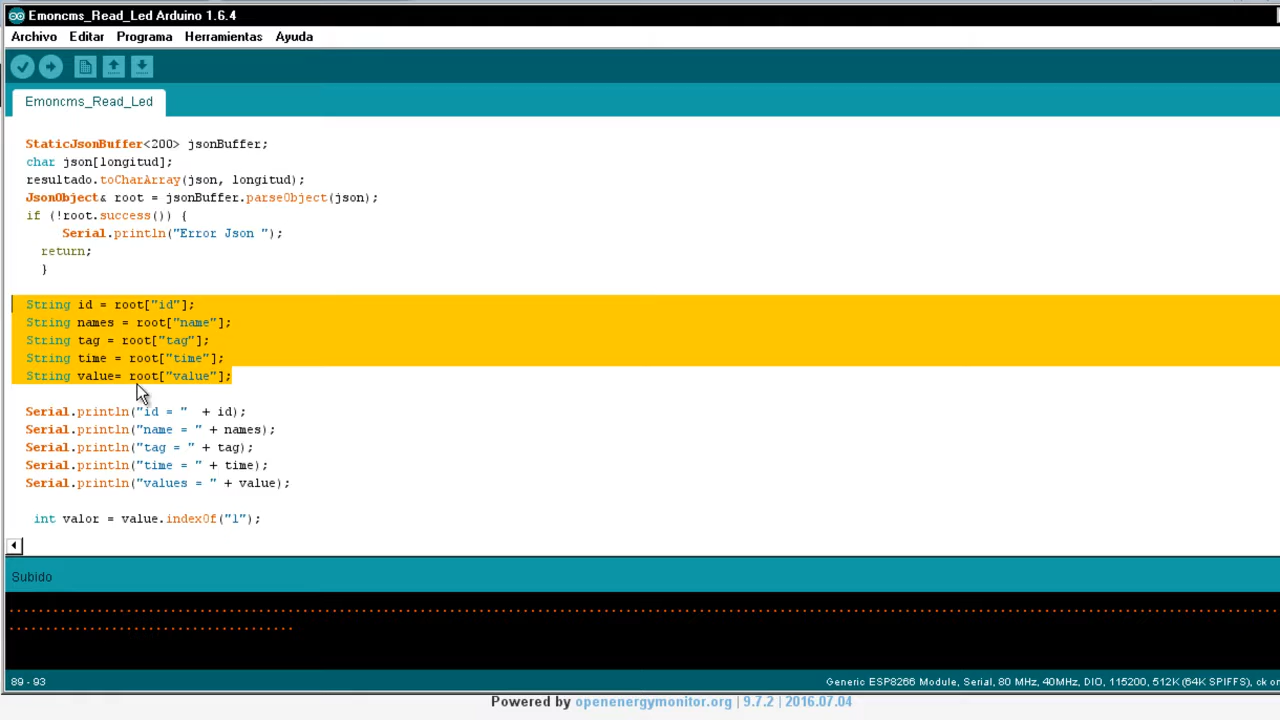 Emoncms_Read_Led Arduino 1.6.4
Archivo Editar Programa Herramientas Ayuda
Emoncms_Read_Led
StaticJsonBuffer<200> jsonBuffer;
char json[longitud];
resultado.toCharArray(json, longitud);
JsonObject& root = jsonBuffer.parseObject(json);
if (!root.success()) {
Serial.println("Error Json ");
return;
}
String id = root["id"];
String names = root["name"];
String tag = root["tag"];
String time = root["time"];
String value= root["value"];
Serial.println("id = "  + id);
Serial.println("name = " + names);
Serial.println("tag = " + tag);
Serial.println("time = " + time);
Serial.println("values = " + value);
int valor = value.indexOf("1");
Subido
89 - 93 Generic ESP8266 Module, Serial, 80 MHz, 40MHz, DIO, 115200, 512K (64K SPIFFS), ck on
Powered by openenergymonitor.org | 9.7.2 | 2016.07.04